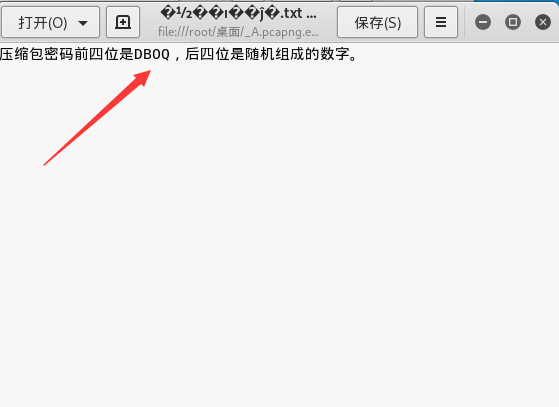 打开(O)
�½��ı��ĵ�.txt ...
file:///root/桌面/_A.pcapng.e...
保存(S)
压缩包密码前四位是DBOQ，后四位是随机组成的数字。